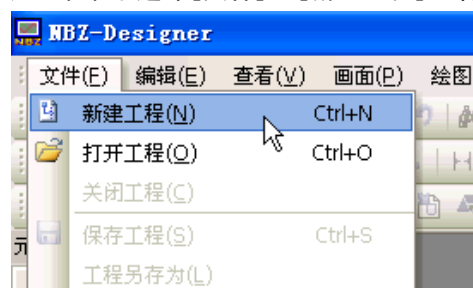 NBZ-Designer
文件(F) 编辑(E) 查看(V) 画面(P) 绘图
新建工程(N) Ctrl+N
打开工程(O) Ctrl+O
关闭工程(C)
保存工程(S) Ctrl+S
工程另存为(L)